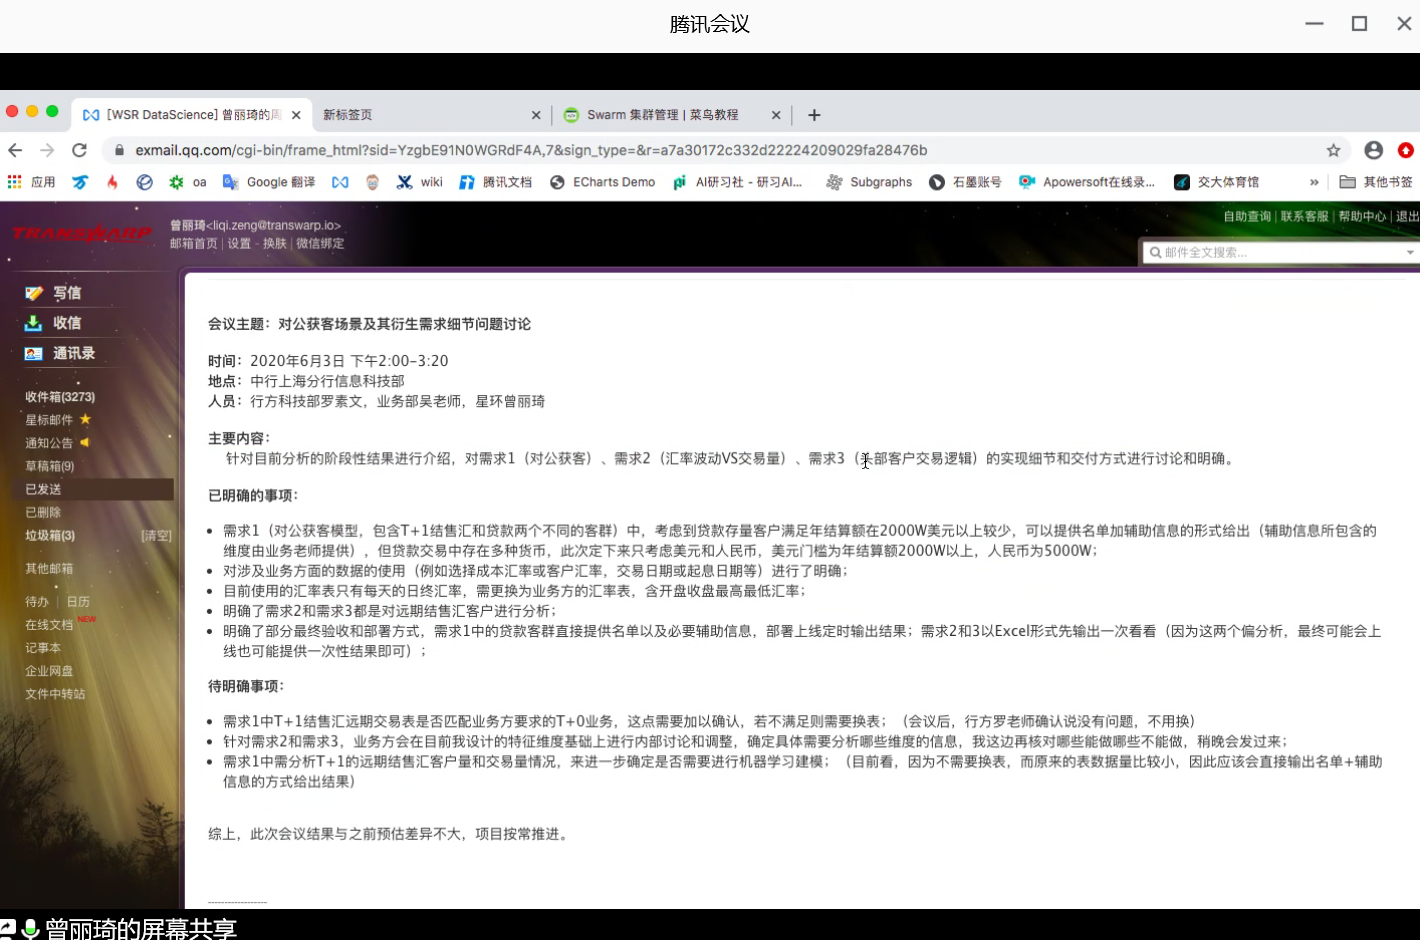 腾讯会议
[WSR DataScience] 曾丽琦的周
新标签页
Swarm 集群管理 | 菜鸟教程
exmail.qq.com/cgi-bin/frame_html?sid=YzgbE91N0WGRdF4A,7&sign_type=&r=a7a30172c332d22224209029fa28476b
应用 oa Google 翻译 wiki 腾讯文档 ECharts Demo AI研习社 - 研习AI... Subgraphs 石墨账号 Apowersoft在线录... 交大体育馆 » 其他书签
TRANSWARP
曾丽琦<liqi.zeng@transwarp.io>
邮箱首页 | 设置 - 换肤 | 微信绑定
自助查询 | 联系客服 | 帮助中心 | 退出
邮件全文搜索...
写信
收信
通讯录
收件箱(3273)
星标邮件
通知公告
草稿箱(9)
已发送
已删除
垃圾箱(3) [清空]
其他邮箱
待办 | 日历
在线文档 NEW
记事本
企业网盘
文件中转站
会议主题：对公获客场景及其衍生需求细节问题讨论
时间：2020年6月3日 下午2:00-3:20
地点：中行上海分行信息科技部
人员：行方科技部罗素文，业务部吴老师，星环曾丽琦
主要内容：
针对目前分析的阶段性结果进行介绍，对需求1（对公获客）、需求2（汇率波动VS交易量）、需求3（头部客户交易逻辑）的实现细节和交付方式进行讨论和明确。
已明确的事项：
• 需求1（对公获客模型，包含T+1结售汇和贷款两个不同的客群）中，考虑到贷款存量客户满足年结算额在2000W美元以上较少，可以提供名单加辅助信息的形式给出（辅助信息所包含的
维度由业务老师提供），但贷款交易中存在多种货币，此次定下来只考虑美元和人民币，美元门槛为年结算额2000W以上，人民币为5000W；
• 对涉及业务方面的数据的使用（例如选择成本汇率或客户汇率，交易日期或起息日期等）进行了明确；
• 目前使用的汇率表只有每天的日终汇率，需更换为业务方的汇率表，含开盘收盘最高最低汇率；
• 明确了需求2和需求3都是对远期结售汇客户进行分析；
• 明确了部分最终验收和部署方式，需求1中的贷款客群直接提供名单以及必要辅助信息，部署上线定时输出结果；需求2和3以Excel形式先输出一次看看（因为这两个偏分析，最终可能会上
线也可能提供一次性结果即可）；
待明确事项：
• 需求1中T+1结售汇远期交易表是否匹配业务方要求的T+0业务，这点需要加以确认，若不满足则需要换表；（会议后，行方罗老师确认说没有问题，不用换）
• 针对需求2和需求3，业务方会在目前我设计的特征维度基础上进行内部讨论和调整，确定具体需要分析哪些维度的信息，我这边再核对哪些能做哪些不能做，稍晚会发过来；
• 需求1中需分析T+1的远期结售汇客户量和交易量情况，来进一步确定是否需要进行机器学习建模；（目前看，因为不需要换表，而原来的表数据量比较小，因此应该会直接输出名单+辅助
信息的方式给出结果）
综上，此次会议结果与之前预估差异不大，项目按常推进。
------------------
曾丽琦的屏幕共享